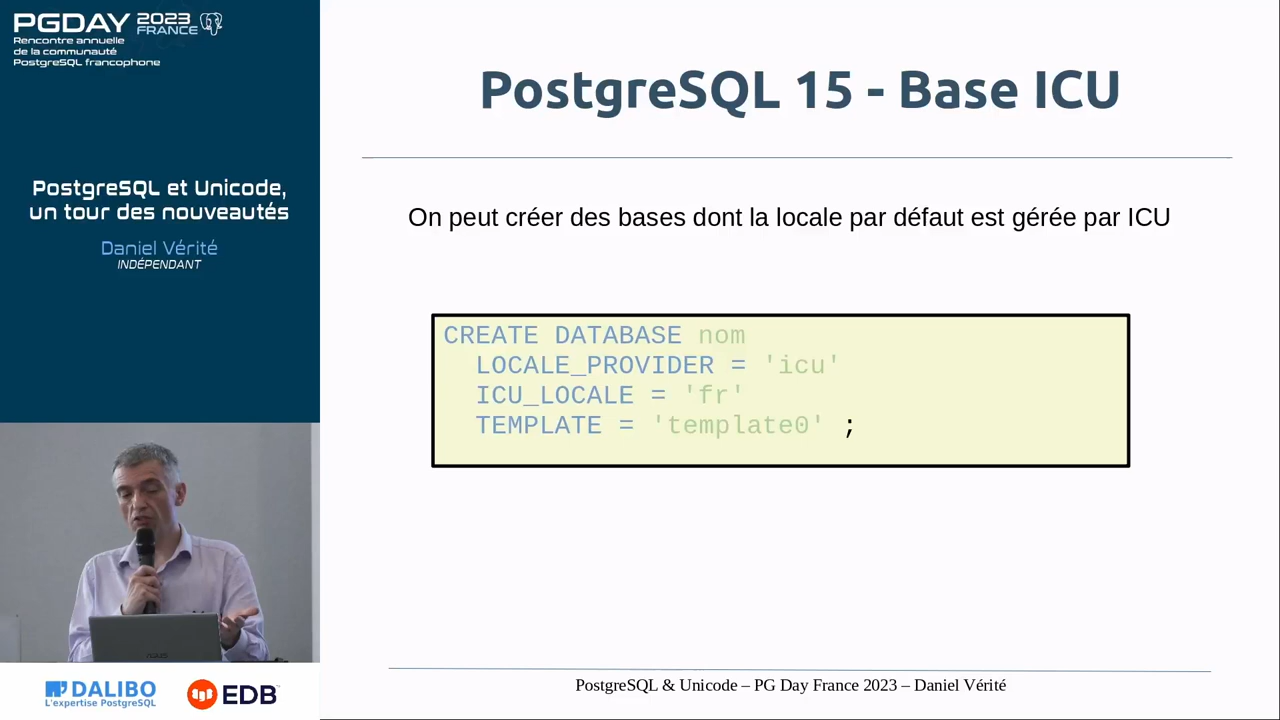 PGDAY 2023 FRANCE
Rencontre annuelle
de la communauté
PostgreSQL francophone
PostgreSQL et Unicode,
un tour des nouveautés
Daniel Vérité
INDÉPENDANT
ASUS
DALIBO
L'expertise PostgreSQL
EDB
PostgreSQL 15 - Base ICU
On peut créer des bases dont la locale par défaut est gérée par ICU
CREATE DATABASE nom
LOCALE_PROVIDER = 'icu'
ICU_LOCALE = 'fr'
TEMPLATE = 'template0' ;
PostgreSQL & Unicode – PG Day France 2023 – Daniel Vérité